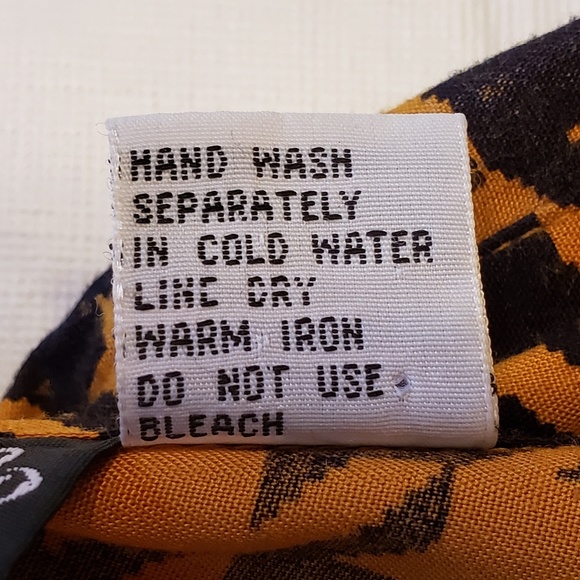 HAND WASH
SEPARATELY
IN COLD WATER
LINE DRY
WARM IRON
DO NOT USE
BLEACH